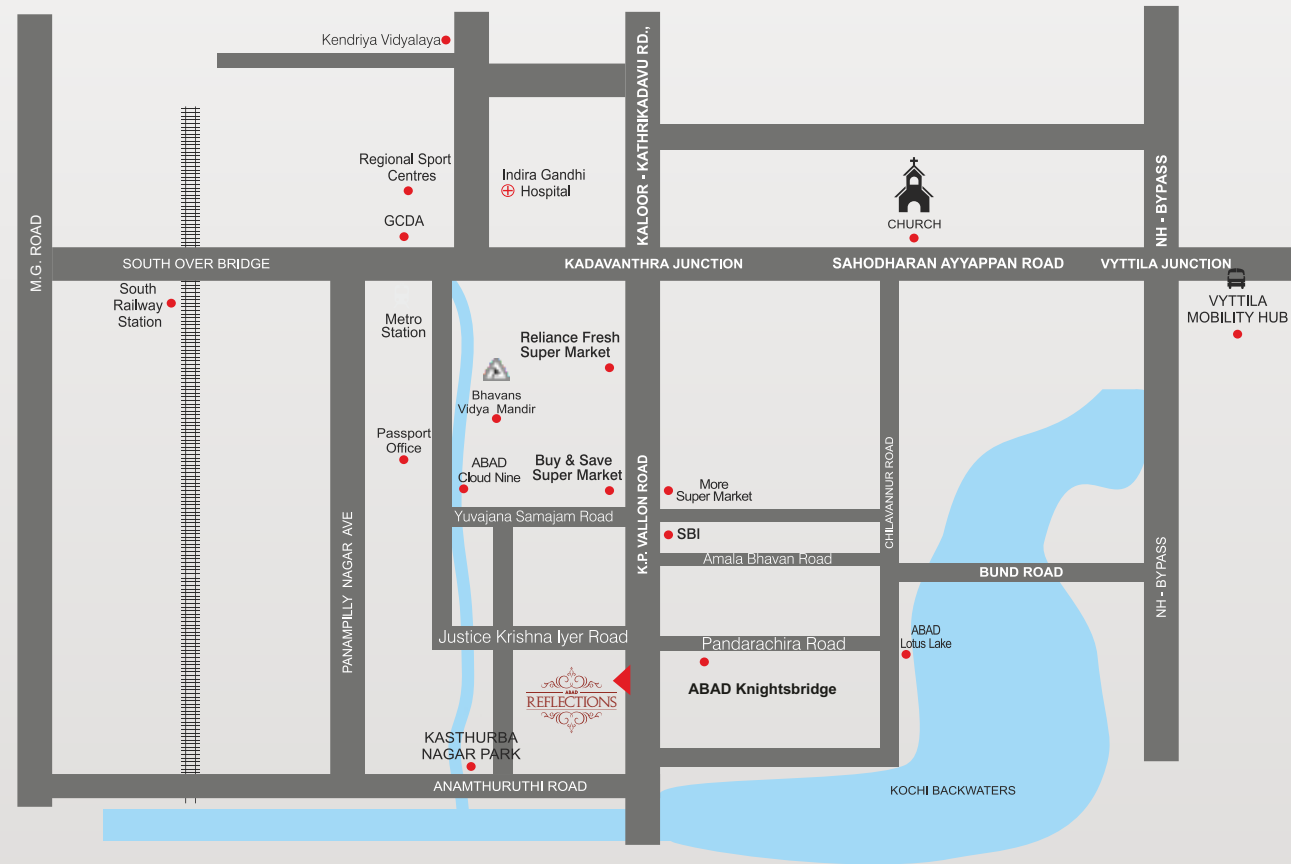 Kendriya Vidyalaya
KALOOR - KATHRIKADAVU RD.,
M.G. ROAD
Regional Sport
Centres
Indira Gandhi
Hospital
GCDA
CHURCH
NH - BYPASS
SOUTH OVER BRIDGE
KADAVANTHRA JUNCTION
SAHODHARAN AYYAPPAN ROAD
VYTTILA JUNCTION
South
Railway
Station
Metro
Station
VYTTILA
MOBILITY HUB
Reliance Fresh
Super Market
Bhavans
Vidya Mandir
Passport
Office
ABAD
Cloud Nine
Buy & Save
Super Market
More
Super Market
Yuvajana Samajam Road
K.P. VALLON ROAD
SBI
CHILAVANNUR ROAD
Amala Bhavan Road
BUND ROAD
NH - BYPASS
PANAMPILLY NAGAR AVE
Justice Krishna Iyer Road
Pandarachira Road
ABAD
Lotus Lake
ABAD
REFLECTIONS
ABAD Knightsbridge
KASTHURBA
NAGAR PARK
ANAMTHURUTHI ROAD
KOCHI BACKWATERS